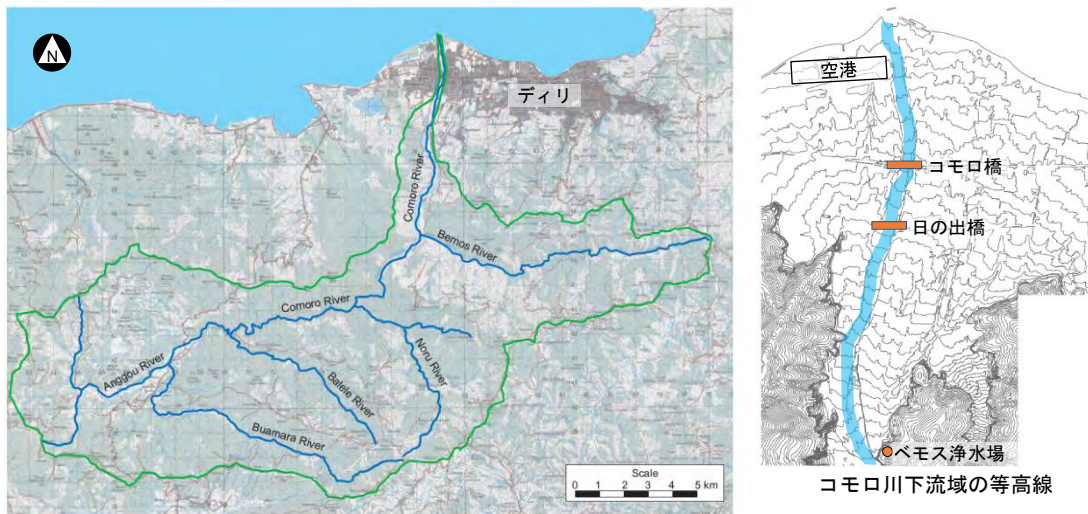 N
ディリ
Comoro River
Bemos River
Comoro River
Noru River
Anggou River
Balele River
Buamara River
Scale
0 1 2 3 4 5 km
空港
コモロ橋
日の出橋
ベモス浄水場
コモロ川下流域の等高線